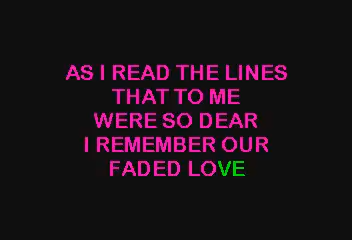 AS I READ THE LINES
THAT TO ME
WERE SO DEAR
I REMEMBER OUR
FADED LOVE